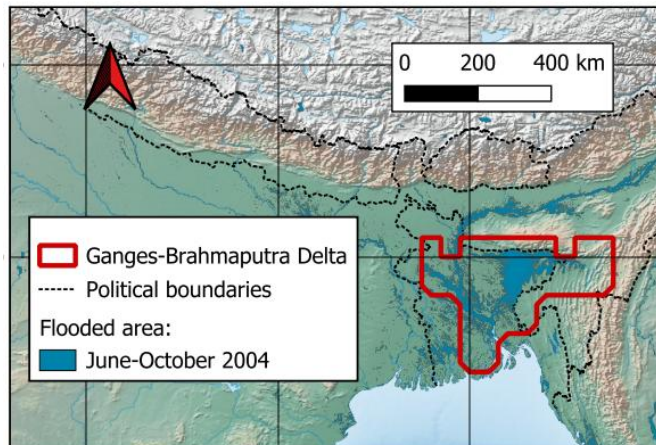 0 200 400 km
Ganges-Brahmaputra Delta
Political boundaries
Flooded area:
June-October 2004